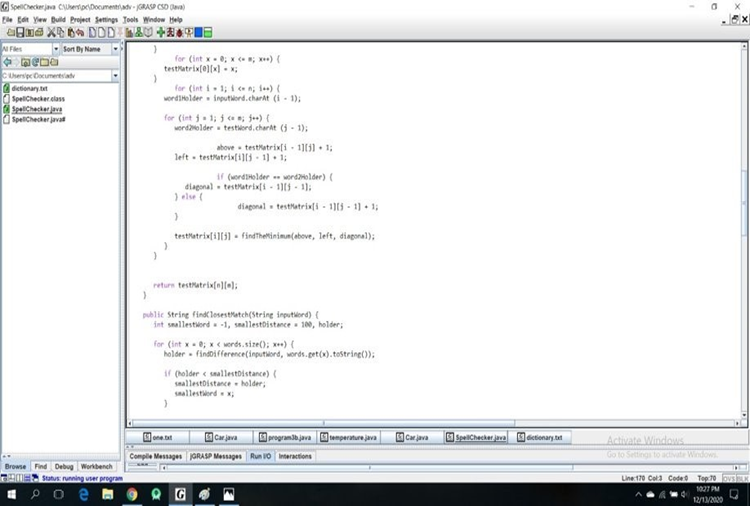 SpellChecker.java C:\Users\pc\Documents\adv - jGRASP CSD (Java)
File Edit View Build Project Settings Tools Window Help
All Files Sort By Name
C:\Users\pc\Documents\adv
dictionary.txt
SpellChecker.class
SpellChecker.java
SpellChecker.java#
}
for (int x = 0; x <= m; x++) {
testMatrix[0][x] = x;
}
for (int i = 1; i <= n; i++) {
word1Holder = inputWord.charAt (i - 1);
for (int j = 1; j <= m; j++) {
word2Holder = testWord.charAt (j - 1);
above = testMatrix[i - 1][j] + 1;
left = testMatrix[i][j - 1] + 1;
if (word1Holder == word2Holder) {
diagonal = testMatrix[i - 1][j - 1];
} else {
diagonal = testMatrix[i - 1][j - 1] + 1;
}
testMatrix[i][j] = findTheMinimum(above, left, diagonal);
}
}
return testMatrix[n][m];
}
public String findClosestMatch(String inputWord) {
int smallestWord = -1, smallestDistance = 100, holder;
for (int x = 0; x < words.size(); x++) {
holder = findDifference(inputWord, words.get(x).toString());
if (holder < smallestDistance) {
smallestDistance = holder;
smallestWord = x;
}
one.txt Car.java program3b.java temperature.java Car.java SpellChecker.java dictionary.txt
Activate Windows
Go to Settings to activate Windows.
Compile Messages jGRASP Messages Run I/O Interactions
Browse Find Debug Workbench
Status: running user program Line:170 Col:3 Code:0 Top:70 OVS BLK
10:27 PM
12/13/2020